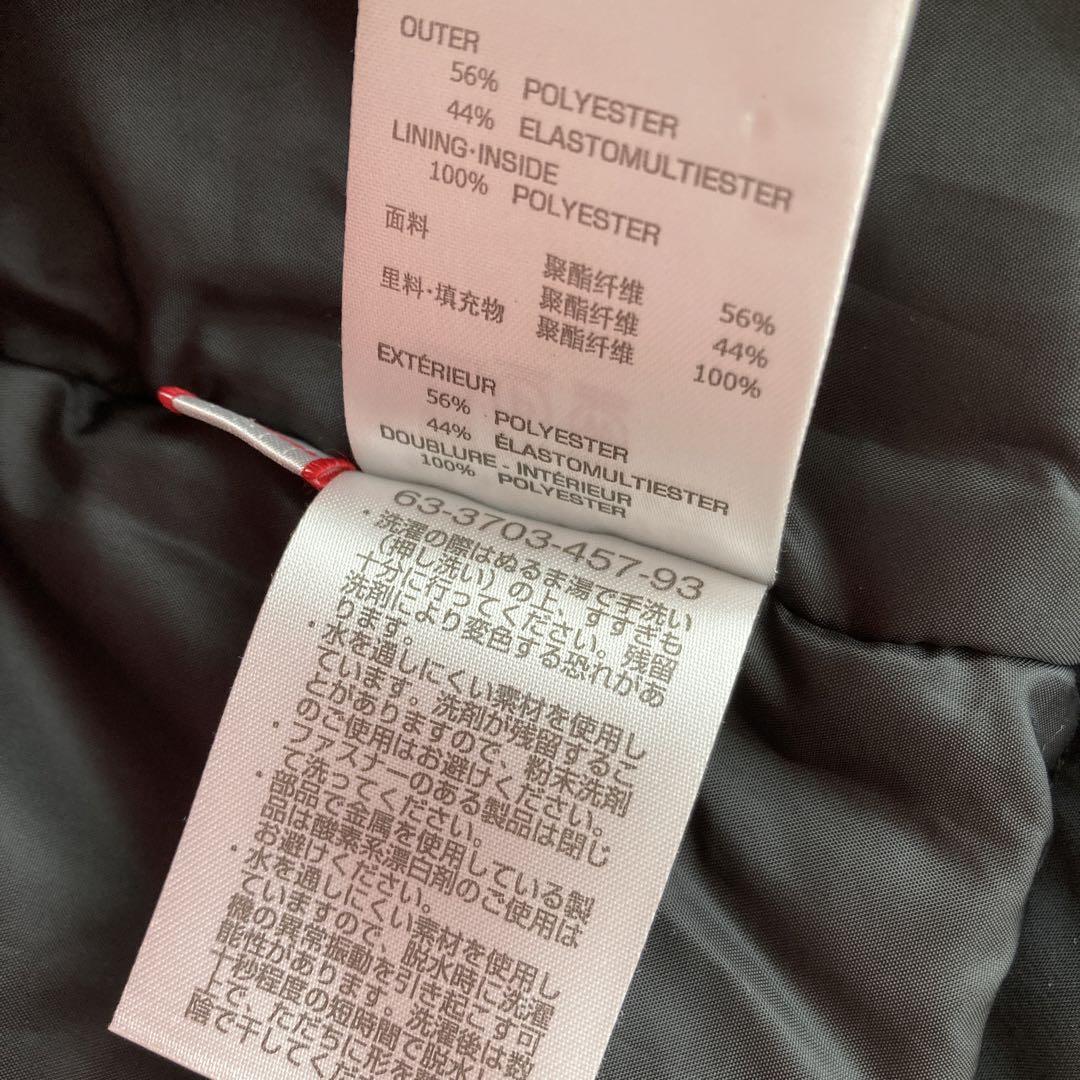 OUTER
56% POLYESTER
44% ELASTOMULTIESTER
LINING·INSIDE
100% POLYESTER
面料 聚酯纤维 56%
聚酯纤维 44%
里料·填充物 聚酯纤维 100%
EXTÉRIEUR
56% POLYESTER
44% ÉLASTOMULTIESTER
DOUBLURE - INTÉRIEUR
100% POLYESTER
63-3703-457-93
・洗濯の際はぬるま湯で手洗い
(押し洗い)の上、すすぎも
十分に行ってください。残留
洗剤により変色する恐れがあ
ります。
・水を通しにくい素材を使用し
ています。洗剤が残留するこ
とがありますので、粉末洗剤
のご使用はお避けください。
・ファスナーのある製品は閉じ
て洗ってください。
・部品で金属を使用している製
品は酸素系漂白剤のご使用は
お避けください。
・水を通しにくい素材を使用し
ていますので、脱水時に洗濯
機の異常振動を引き起こす可
能性があります。洗濯後は数
十秒程度の短時間で脱水
上で、ただちに形を
陰で干してくだ